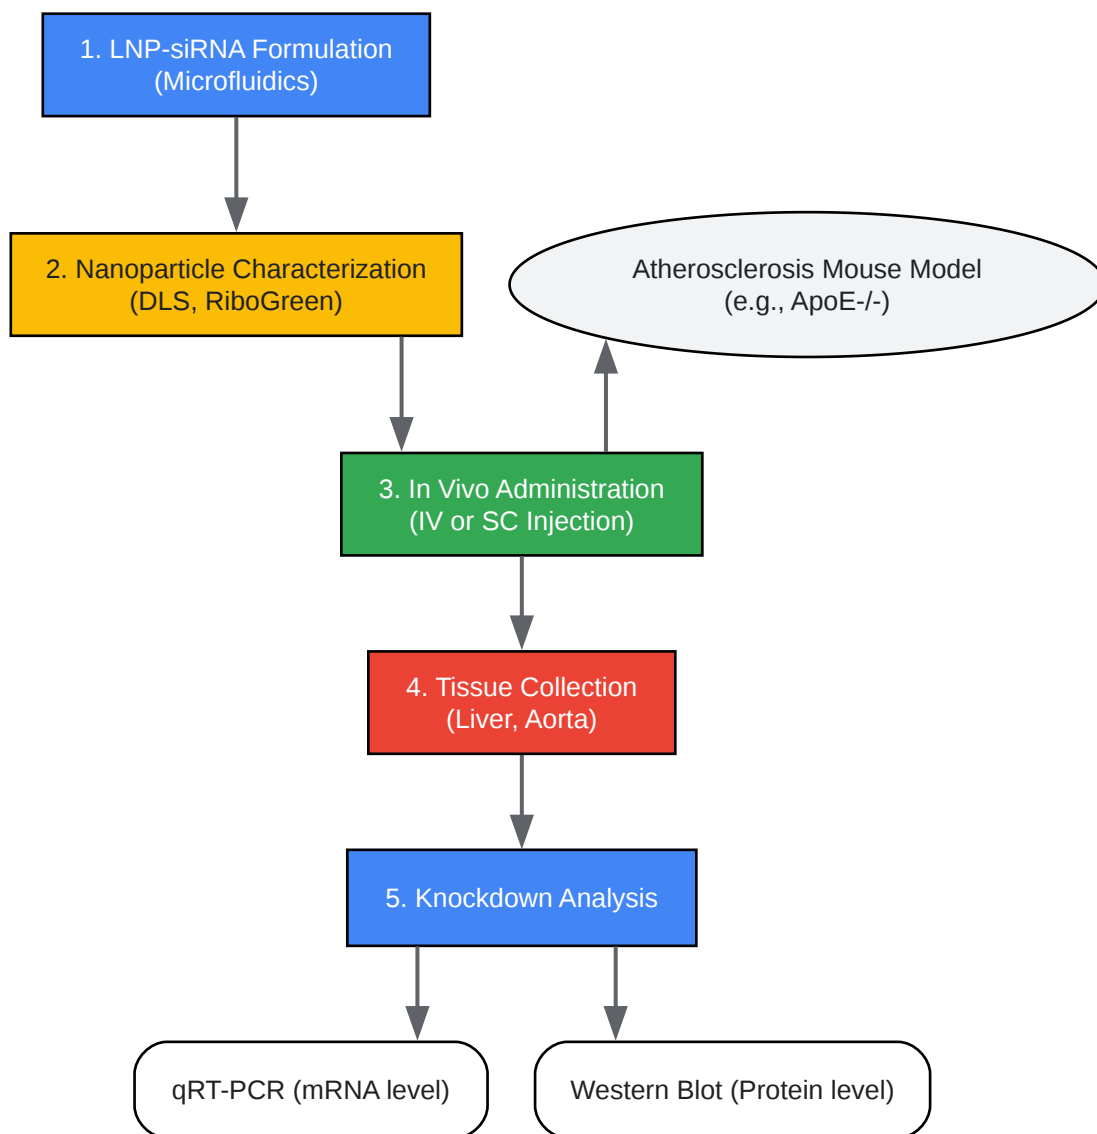 1. LNP-siRNA Formulation
(Microfluidics)
2. Nanoparticle Characterization
(DLS, RiboGreen)
Atherosclerosis Mouse Model
(e.g., ApoE-/-)
3. In Vivo Administration
(IV or SC Injection)
4. Tissue Collection
(Liver, Aorta)
5. Knockdown Analysis
qRT-PCR (mRNA level)
Western Blot (Protein level)